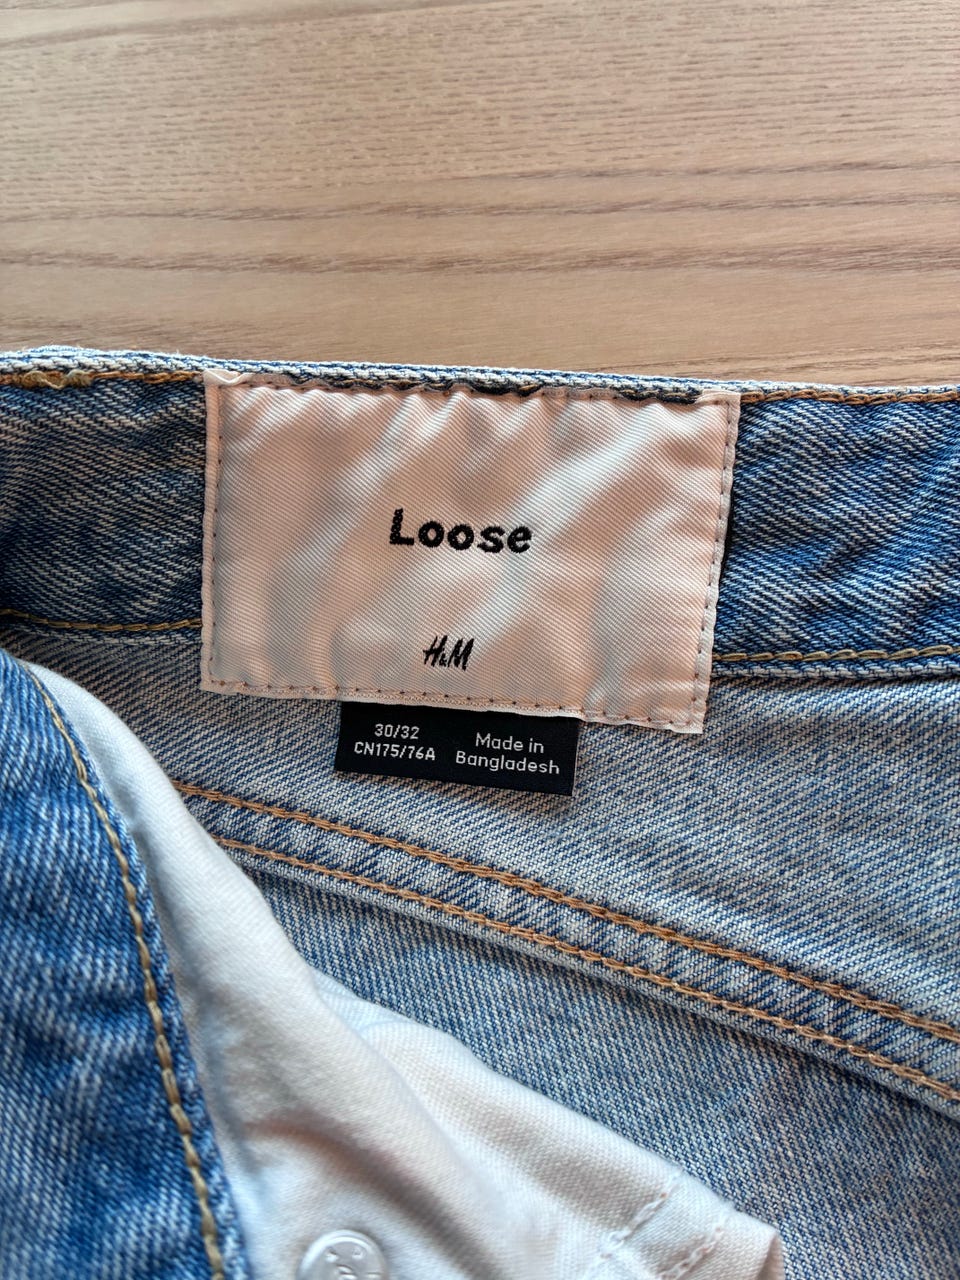 Loose
H&M
30/32
CN175/76A
Made in
Bangladesh